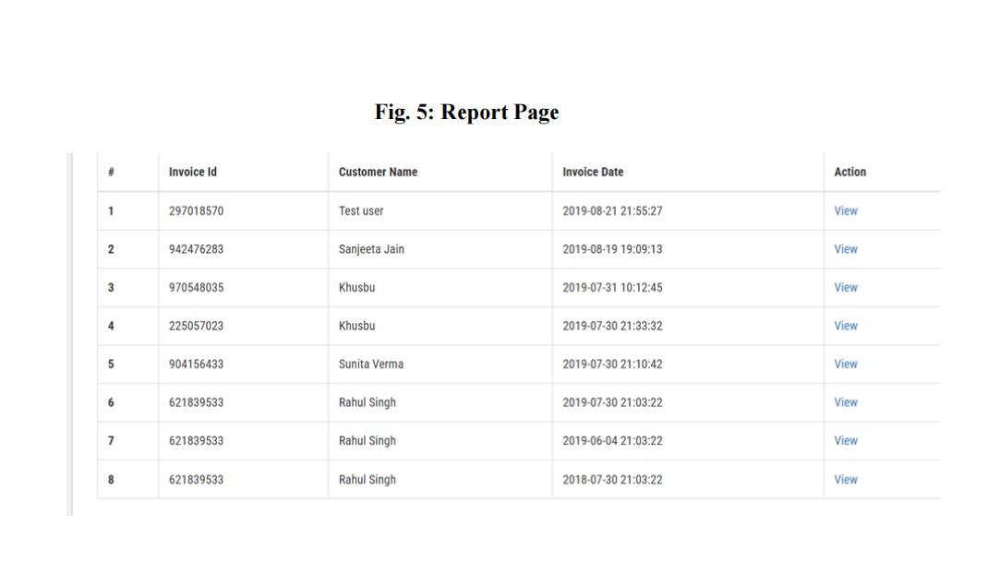 Fig. 5: Report Page
# Invoice Id Customer Name Invoice Date Action
1 297018570 Test user 2019-08-21 21:55:27 View
2 942476283 Sanjeeta Jain 2019-08-19 19:09:13 View
3 970548035 Khusbu 2019-07-31 10:12:45 View
4 225057023 Khusbu 2019-07-30 21:33:32 View
5 904156433 Sunita Verma 2019-07-30 21:10:42 View
6 621839533 Rahul Singh 2019-07-30 21:03:22 View
7 621839533 Rahul Singh 2019-06-04 21:03:22 View
8 621839533 Rahul Singh 2018-07-30 21:03:22 View